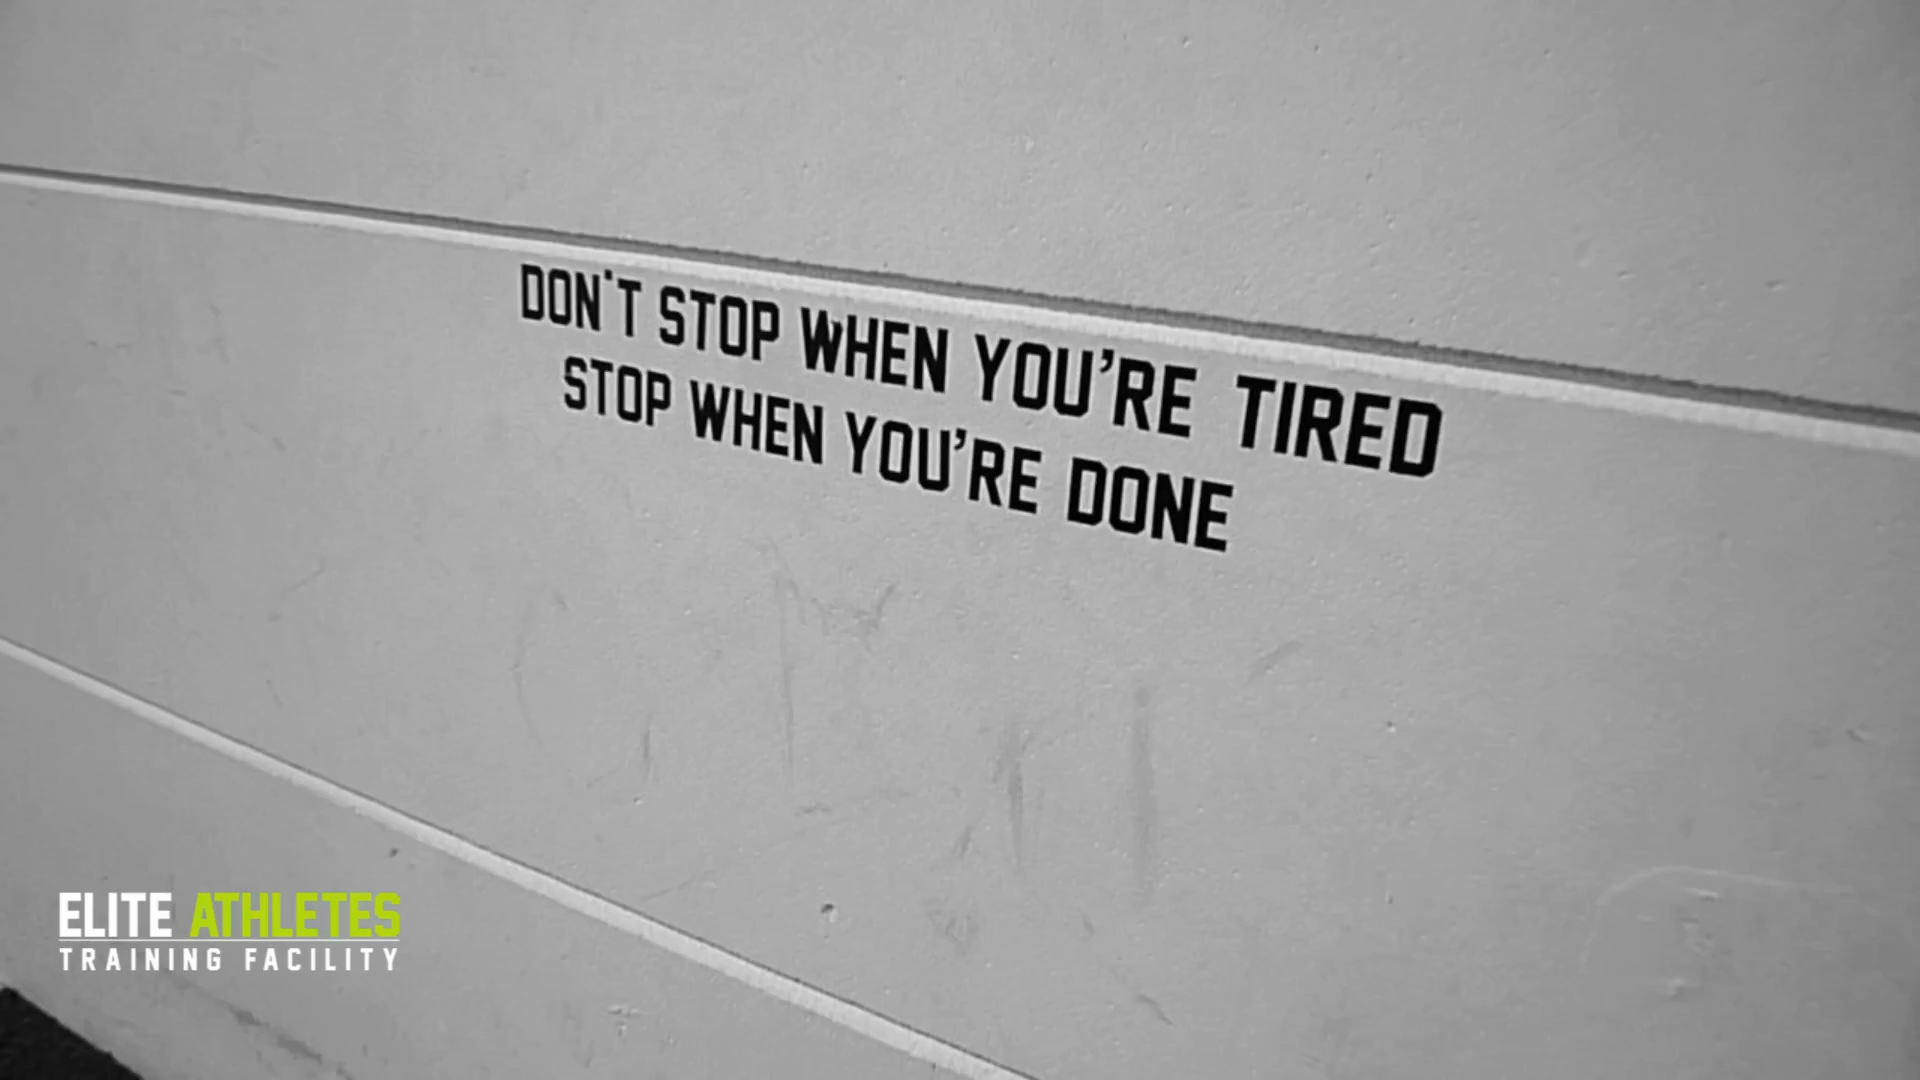 DON'T STOP WHEN YOU'RE TIRED
STOP WHEN YOU'RE DONE
ELITE ATHLETES
TRAINING FACILITY